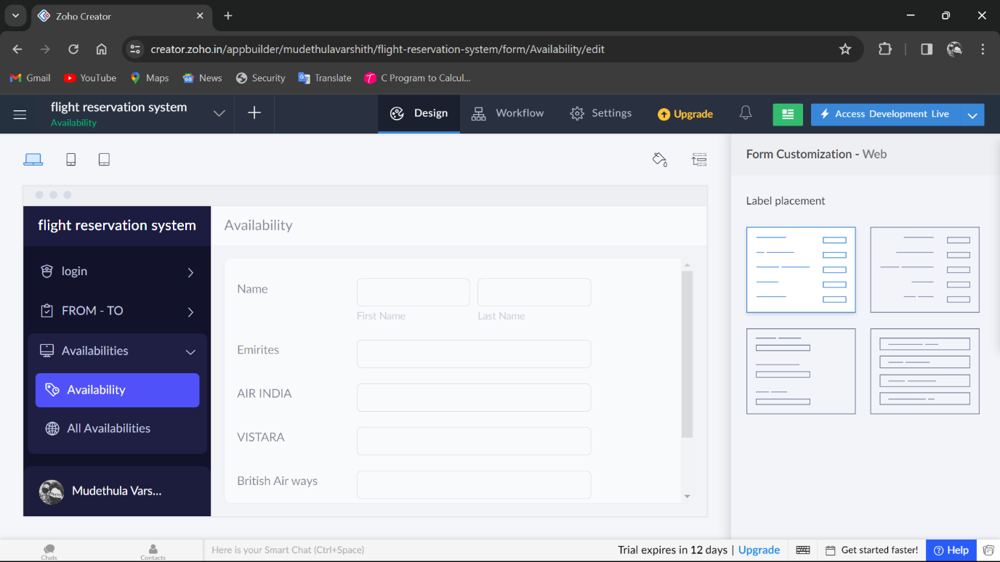 Zoho Creator
creator.zoho.in/appbuilder/mudethulavarshith/flight-reservation-system/form/Availability/edit
Gmail YouTube Maps News Security Translate C Program to Calcul...
flight reservation system
Availability
Design Workflow Settings Upgrade Access Development Live
Form Customization - Web
Label placement
flight reservation system
login
FROM - TO
Availabilities
Availability
All Availabilities
Mudethula Vars...
Availability
Name
First Name Last Name
Emirites
AIR INDIA
VISTARA
British Air ways
Chats Contacts Here is your Smart Chat (Ctrl+Space) Trial expires in 12 days | Upgrade Get started faster! Help